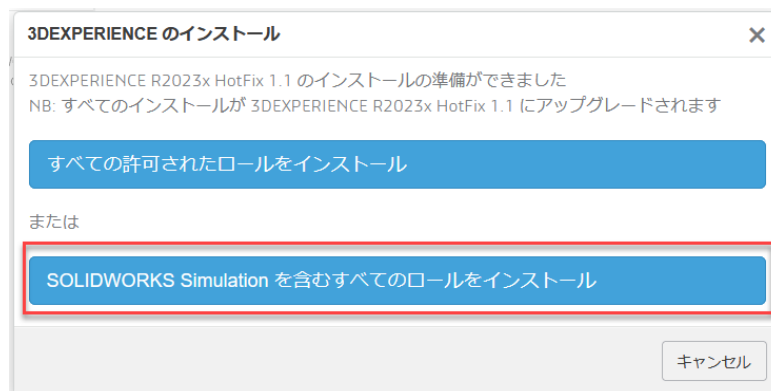 3DEXPERIENCE のインストール
3DEXPERIENCE R2023x HotFix 1.1 のインストールの準備ができました
NB: すべてのインストールが 3DEXPERIENCE R2023x HotFix 1.1 にアップグレードされます
すべての許可されたロールをインストール
または
SOLIDWORKS Simulation を含むすべてのロールをインストール
キャンセル